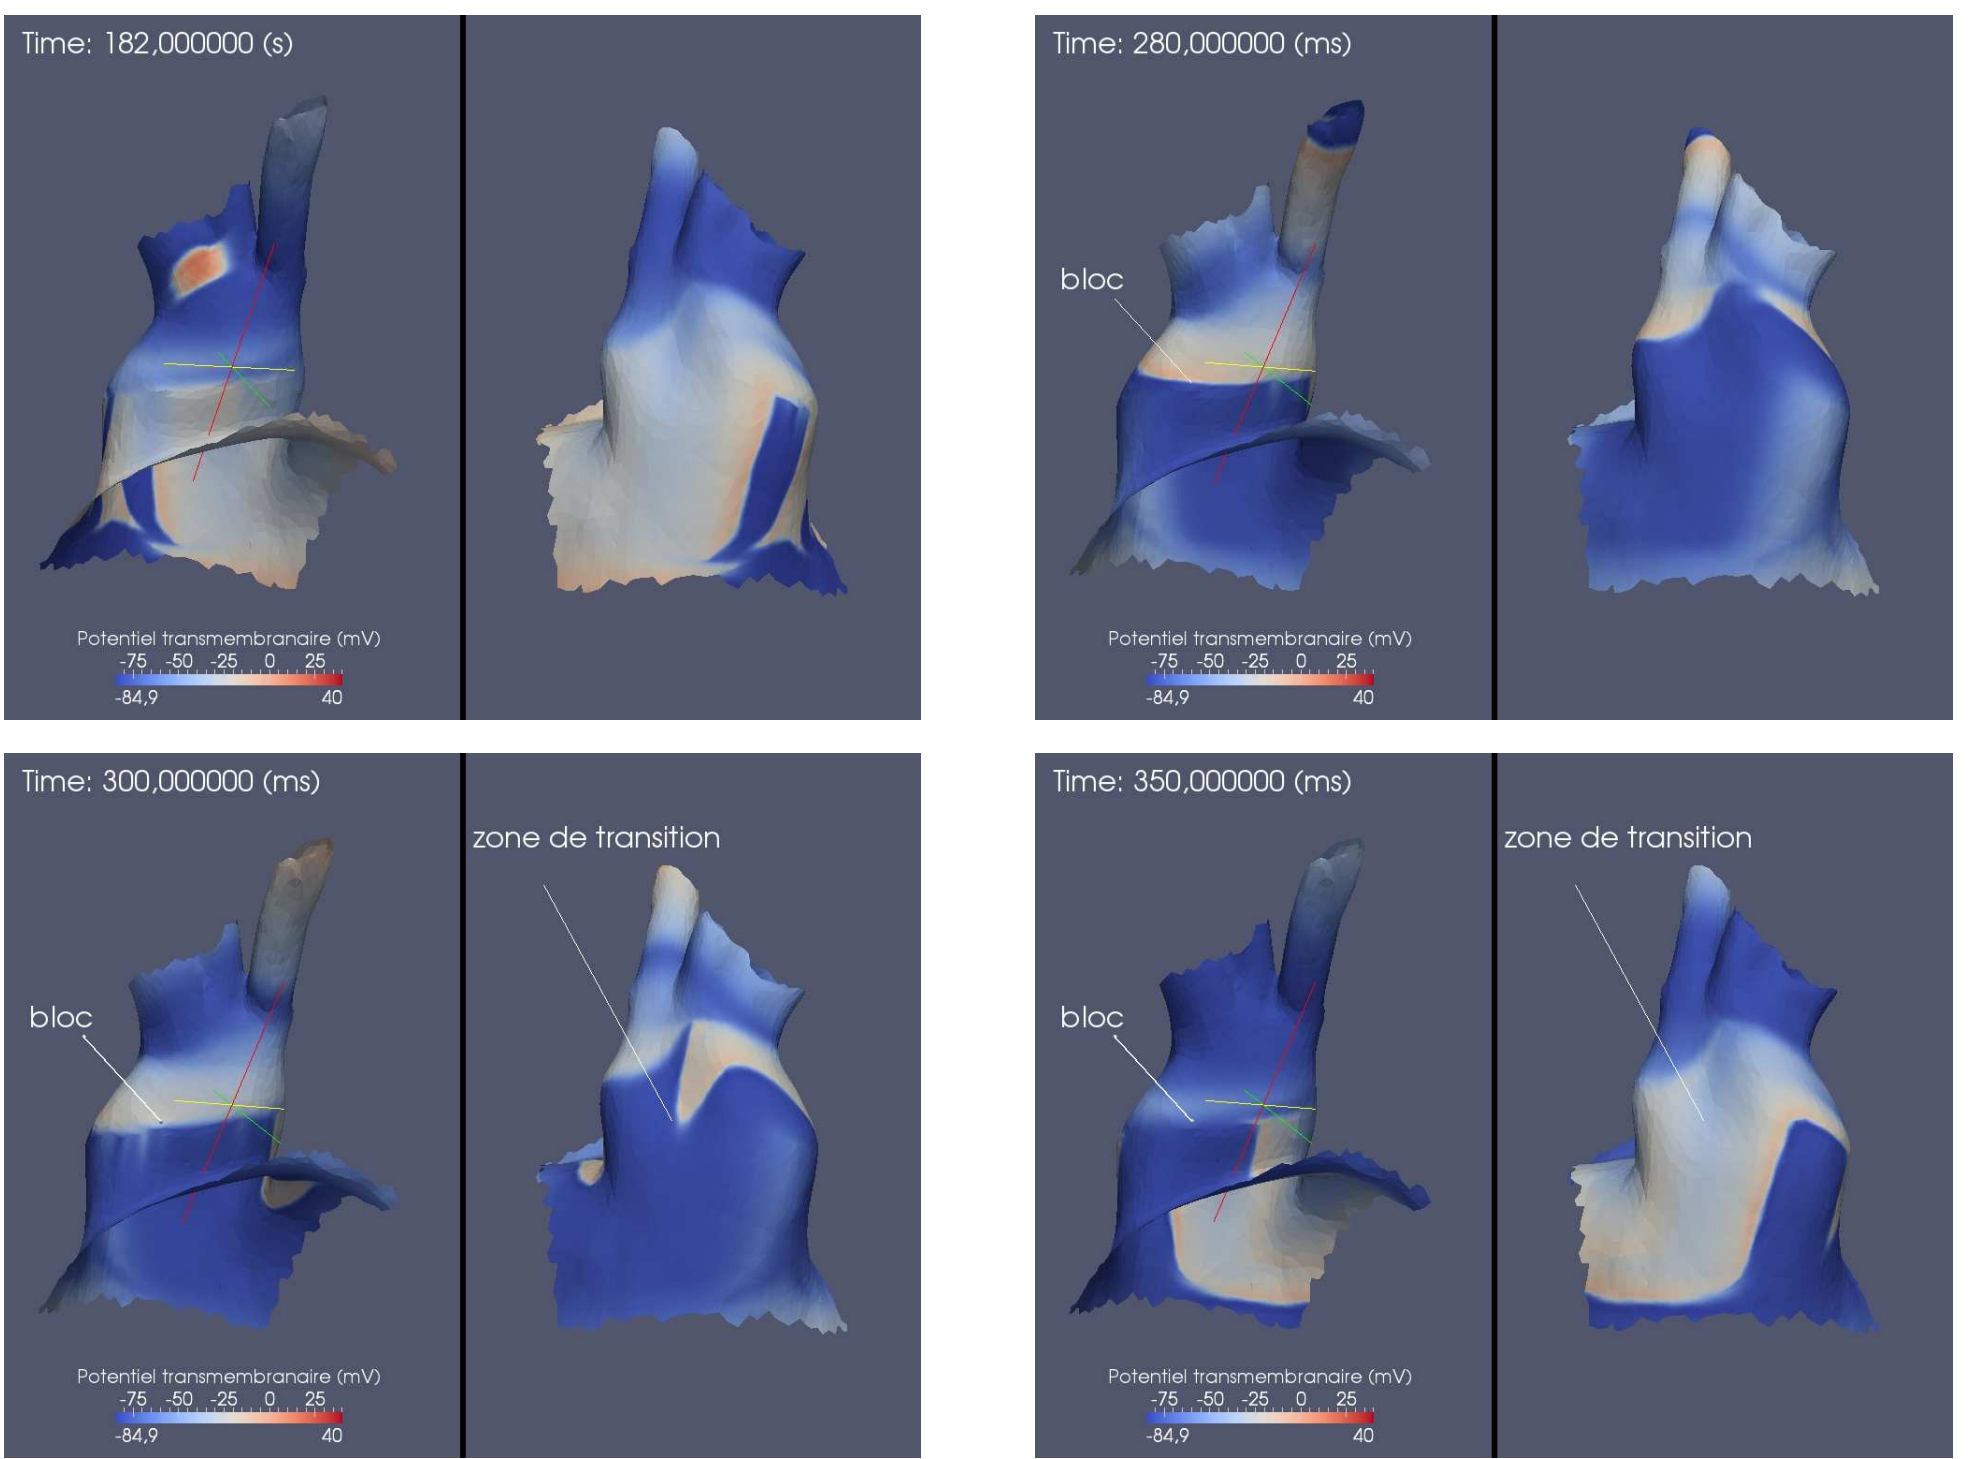 Time: 182,000000 (s)
Potentiel transmembranaire (mV)
-75 -50 -25 0 25
-84,9 40
Time: 280,000000 (ms)
bloc
Potentiel transmembranaire (mV)
-75 -50 -25 0 25
-84,9 40
Time: 300,000000 (ms)
zone de transition
bloc
Potentiel transmembranaire (mV)
-75 -50 -25 0 25
-84,9 40
Time: 350,000000 (ms)
zone de transition
bloc
Potentiel transmembranaire (mV)
-75 -50 -25 0 25
-84,9 40